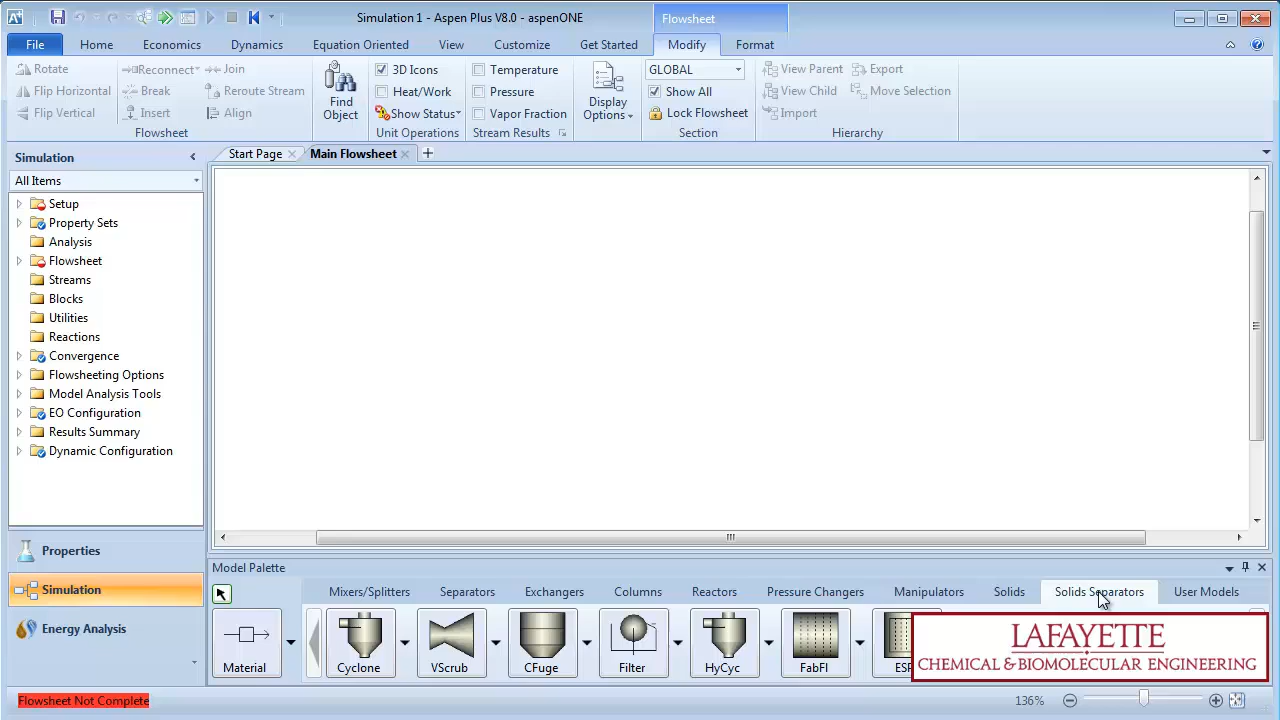 Simulation 1 - Aspen Plus V8.0 - aspenONE
Flowsheet
File Home Economics Dynamics Equation Oriented View Customize Get Started Modify Format
Rotate
Flip Horizontal
Flip Vertical
Reconnect
Break
Insert
Join
Reroute Stream
Align
Flowsheet
Find
Object
3D Icons
Heat/Work
Show Status
Unit Operations
Temperature
Pressure
Vapor Fraction
Stream Results
Display
Options
GLOBAL
Show All
Lock Flowsheet
Section
View Parent
View Child
Import
Export
Move Selection
Hierarchy
Simulation
All Items
Setup
Property Sets
Analysis
Flowsheet
Streams
Blocks
Utilities
Reactions
Convergence
Flowsheeting Options
Model Analysis Tools
EO Configuration
Results Summary
Dynamic Configuration
Properties
Simulation
Energy Analysis
Start Page Main Flowsheet
Model Palette
Mixers/Splitters Separators Exchangers Columns Reactors Pressure Changers Manipulators Solids Solids Separators User Models
Material Cyclone VScrub CFuge Filter HyCyc FabFl
LAFAYETTE
CHEMICAL & BIOMOLECULAR ENGINEERING
Flowsheet Not Complete
136%